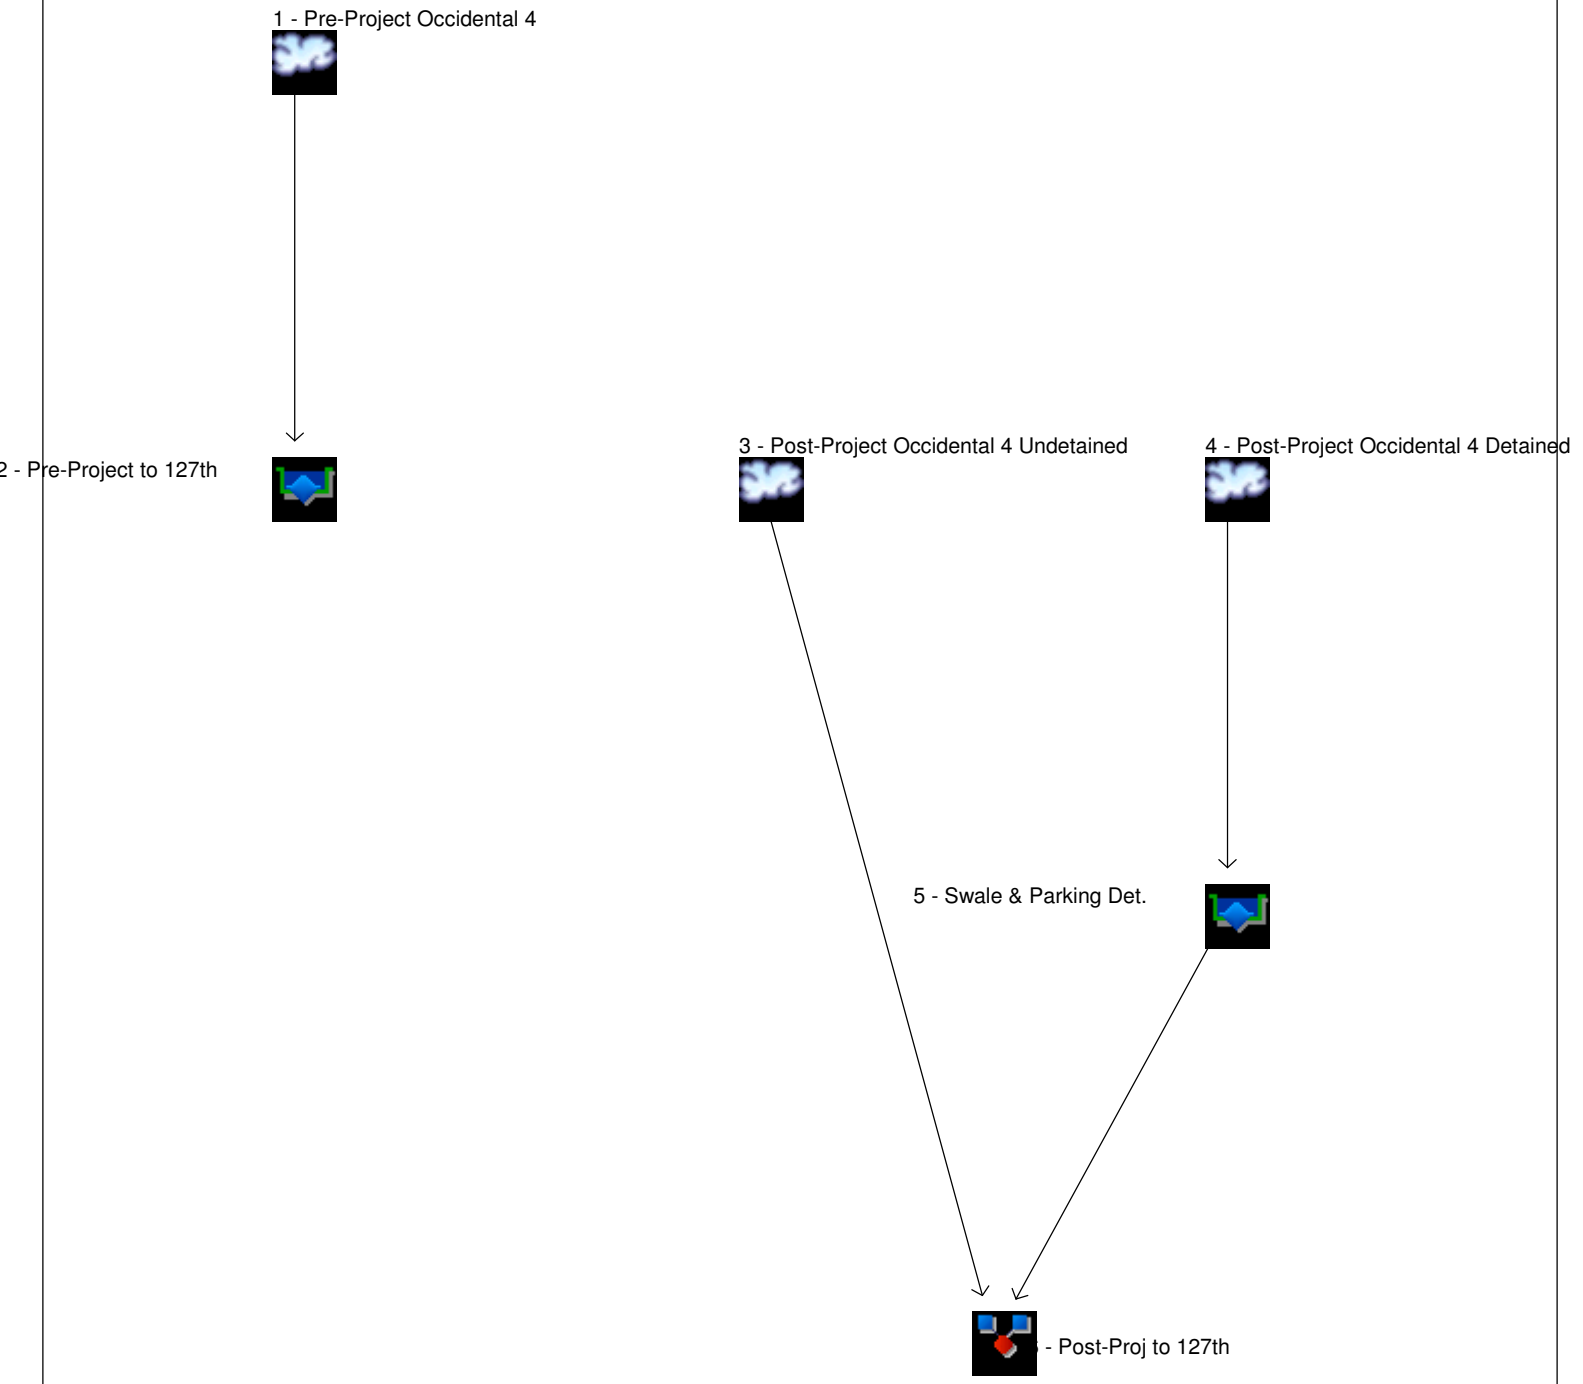 1 - Pre-Project Occidental 4
2 - Pre-Project to 127th
3 - Post-Project Occidental 4 Undetained
4 - Post-Project Occidental 4 Detained
5 - Swale & Parking Det.
- Post-Proj to 127th